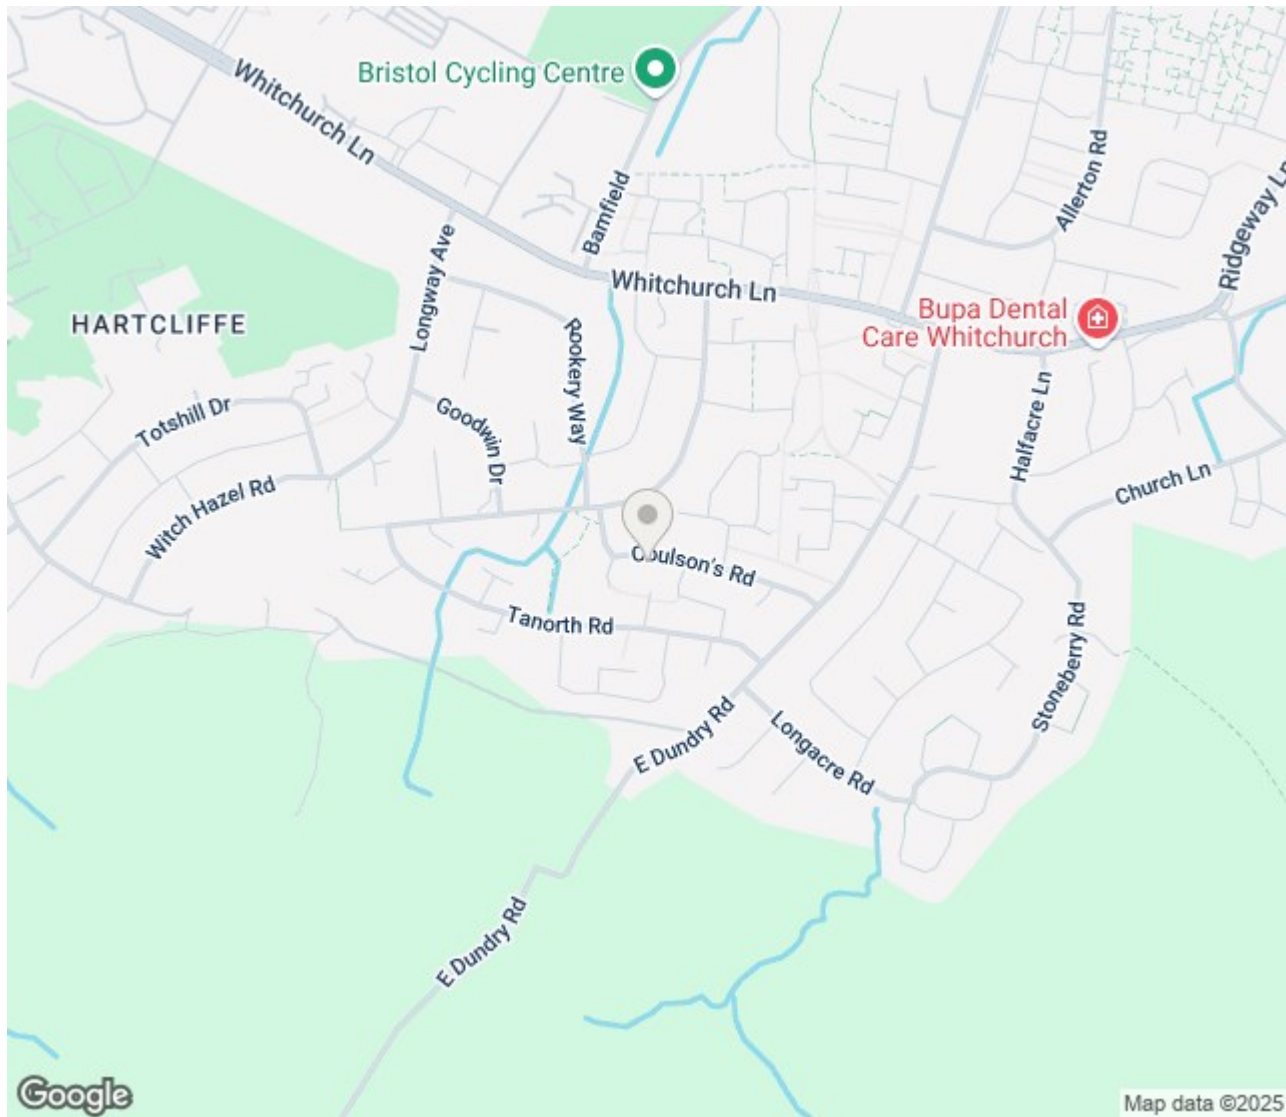 Bristol Cycling Centre
Whitchurch Ln
Allerton Rd
Ridgeway Ln
Bamfield
Longway Ave
Whitchurch Ln
HARTCLIFFE
Bupa Dental
Care Whitchurch
Rookery Way
Totshill Dr
Goodwin Dr
Halfacre Ln
Church Ln
Witch Hazel Rd
Coulson's Rd
Tanorth Rd
Stoneberry Rd
E Dundry Rd
Longacre Rd
E Dundry Rd
Google
Map data ©2025